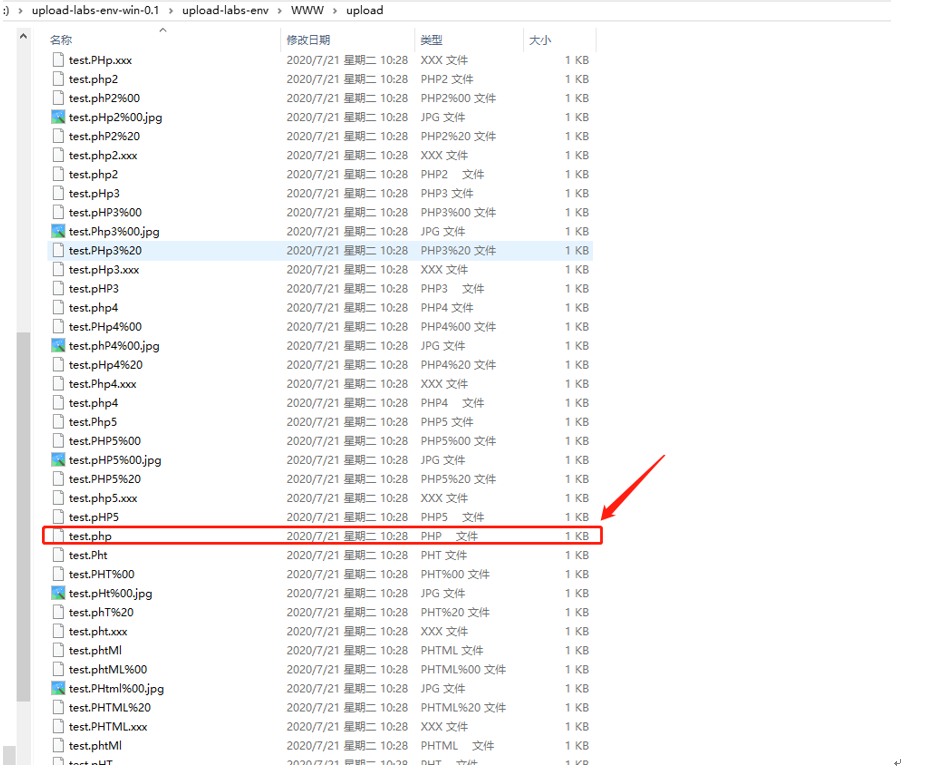 :) › upload-labs-env-win-0.1 › upload-labs-env › WWW › upload
名称 修改日期 类型 大小
test.PHp.xxx 2020/7/21 星期二 10:28 XXX 文件 1 KB
test.php2 2020/7/21 星期二 10:28 PHP2 文件 1 KB
test.phP2%00 2020/7/21 星期二 10:28 PHP2%00 文件 1 KB
test.pHp2%00.jpg 2020/7/21 星期二 10:28 JPG 文件 1 KB
test.phP2%20 2020/7/21 星期二 10:28 PHP2%20 文件 1 KB
test.php2.xxx 2020/7/21 星期二 10:28 XXX 文件 1 KB
test.php2 2020/7/21 星期二 10:28 PHP2 文件 1 KB
test.pHp3 2020/7/21 星期二 10:28 PHP3 文件 1 KB
test.pHP3%00 2020/7/21 星期二 10:28 PHP3%00 文件 1 KB
test.Php3%00.jpg 2020/7/21 星期二 10:28 JPG 文件 1 KB
test.PHp3%20 2020/7/21 星期二 10:28 PHP3%20 文件 1 KB
test.pHp3.xxx 2020/7/21 星期二 10:28 XXX 文件 1 KB
test.pHP3 2020/7/21 星期二 10:28 PHP3 文件 1 KB
test.php4 2020/7/21 星期二 10:28 PHP4 文件 1 KB
test.PHp4%00 2020/7/21 星期二 10:28 PHP4%00 文件 1 KB
test.phP4%00.jpg 2020/7/21 星期二 10:28 JPG 文件 1 KB
test.pHp4%20 2020/7/21 星期二 10:28 PHP4%20 文件 1 KB
test.Php4.xxx 2020/7/21 星期二 10:28 XXX 文件 1 KB
test.php4 2020/7/21 星期二 10:28 PHP4 文件 1 KB
test.Php5 2020/7/21 星期二 10:28 PHP5 文件 1 KB
test.PHP5%00 2020/7/21 星期二 10:28 PHP5%00 文件 1 KB
test.pHP5%00.jpg 2020/7/21 星期二 10:28 JPG 文件 1 KB
test.PHP5%20 2020/7/21 星期二 10:28 PHP5%20 文件 1 KB
test.php5.xxx 2020/7/21 星期二 10:28 XXX 文件 1 KB
test.pHP5 2020/7/21 星期二 10:28 PHP5 文件 1 KB
test.php 2020/7/21 星期二 10:28 PHP 文件 1 KB
test.Pht 2020/7/21 星期二 10:28 PHT 文件 1 KB
test.PHT%00 2020/7/21 星期二 10:28 PHT%00 文件 1 KB
test.pHt%00.jpg 2020/7/21 星期二 10:28 JPG 文件 1 KB
test.phT%20 2020/7/21 星期二 10:28 PHT%20 文件 1 KB
test.pht.xxx 2020/7/21 星期二 10:28 XXX 文件 1 KB
test.phtMl 2020/7/21 星期二 10:28 PHTML 文件 1 KB
test.phtML%00 2020/7/21 星期二 10:28 PHTML%00 文件 1 KB
test.PHtml%00.jpg 2020/7/21 星期二 10:28 JPG 文件 1 KB
test.PHTML%20 2020/7/21 星期二 10:28 PHTML%20 文件 1 KB
test.PHTML.xxx 2020/7/21 星期二 10:28 XXX 文件 1 KB
test.phtMl 2020/7/21 星期二 10:28 PHTML 文件 1 KB
test.pHT 2020/7/21 星期二 10:28 PHT 文件 1 KB